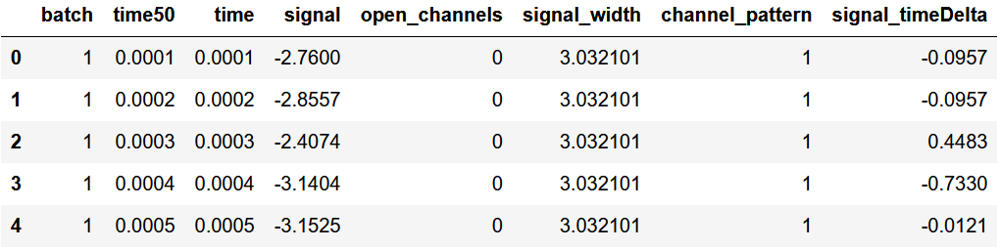 batch time50 time signal open_channels signal_width channel_pattern signal_timeDelta
0 1 0.0001 0.0001 -2.7600 0 3.032101 1 -0.0957
1 1 0.0002 0.0002 -2.8557 0 3.032101 1 -0.0957
2 1 0.0003 0.0003 -2.4074 0 3.032101 1 0.4483
3 1 0.0004 0.0004 -3.1404 0 3.032101 1 -0.7330
4 1 0.0005 0.0005 -3.1525 0 3.032101 1 -0.0121